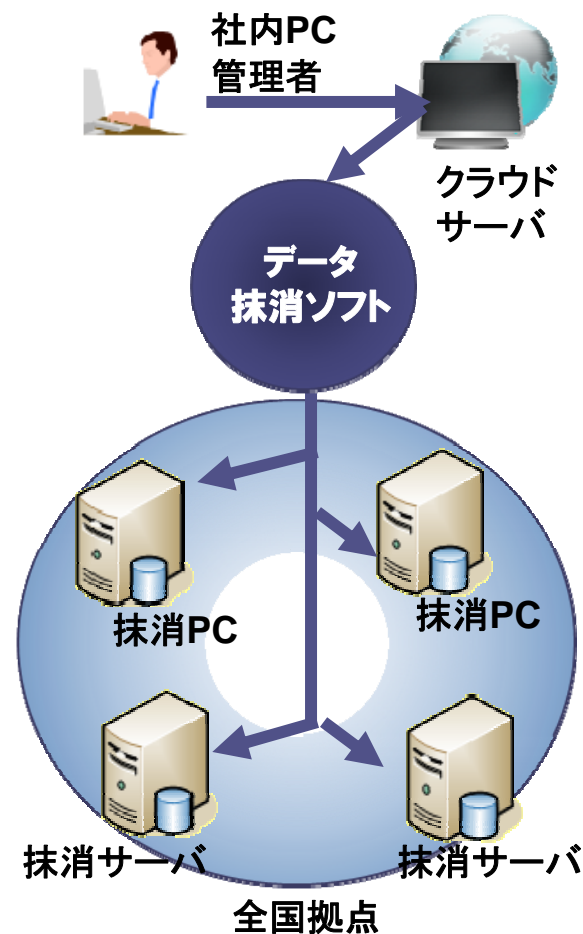 社内PC
管理者
クラウド
サーバ
データ
抹消ソフト
抹消PC
抹消PC
抹消サーバ
抹消サーバ
全国拠点